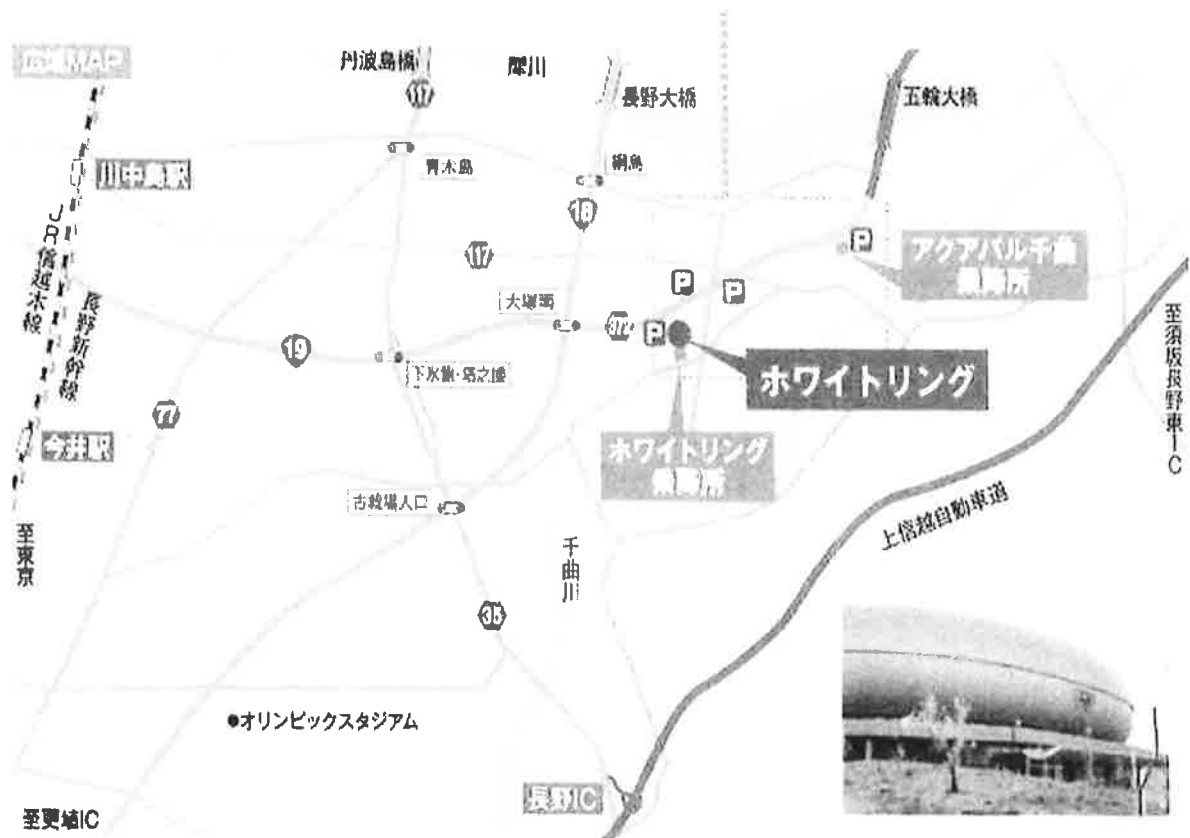 広域MAP
丹波島橋
犀川
長野大橋
五輪大橋
117
川中島駅
青木島
綱島
18
JR信越本線
長野新幹線
117
P
アクアパル千曲
乗降所
P
P
大塚南
372
P
19
下氷鉋・塔之腰
ホワイトリング
至須坂長野東IC
77
今井駅
ホワイトリング
乗降所
古戦場入口
上信越自動車道
至東京
千曲川
35
●オリンピックスタジアム
長野IC
至更埴IC